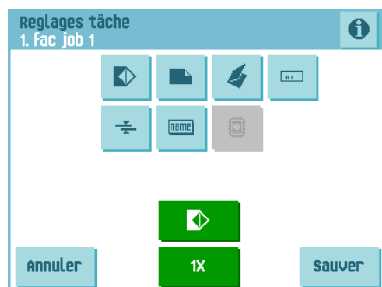 Reglages tâche
1. Fac job 1
name
Annuler
1X
Sauver